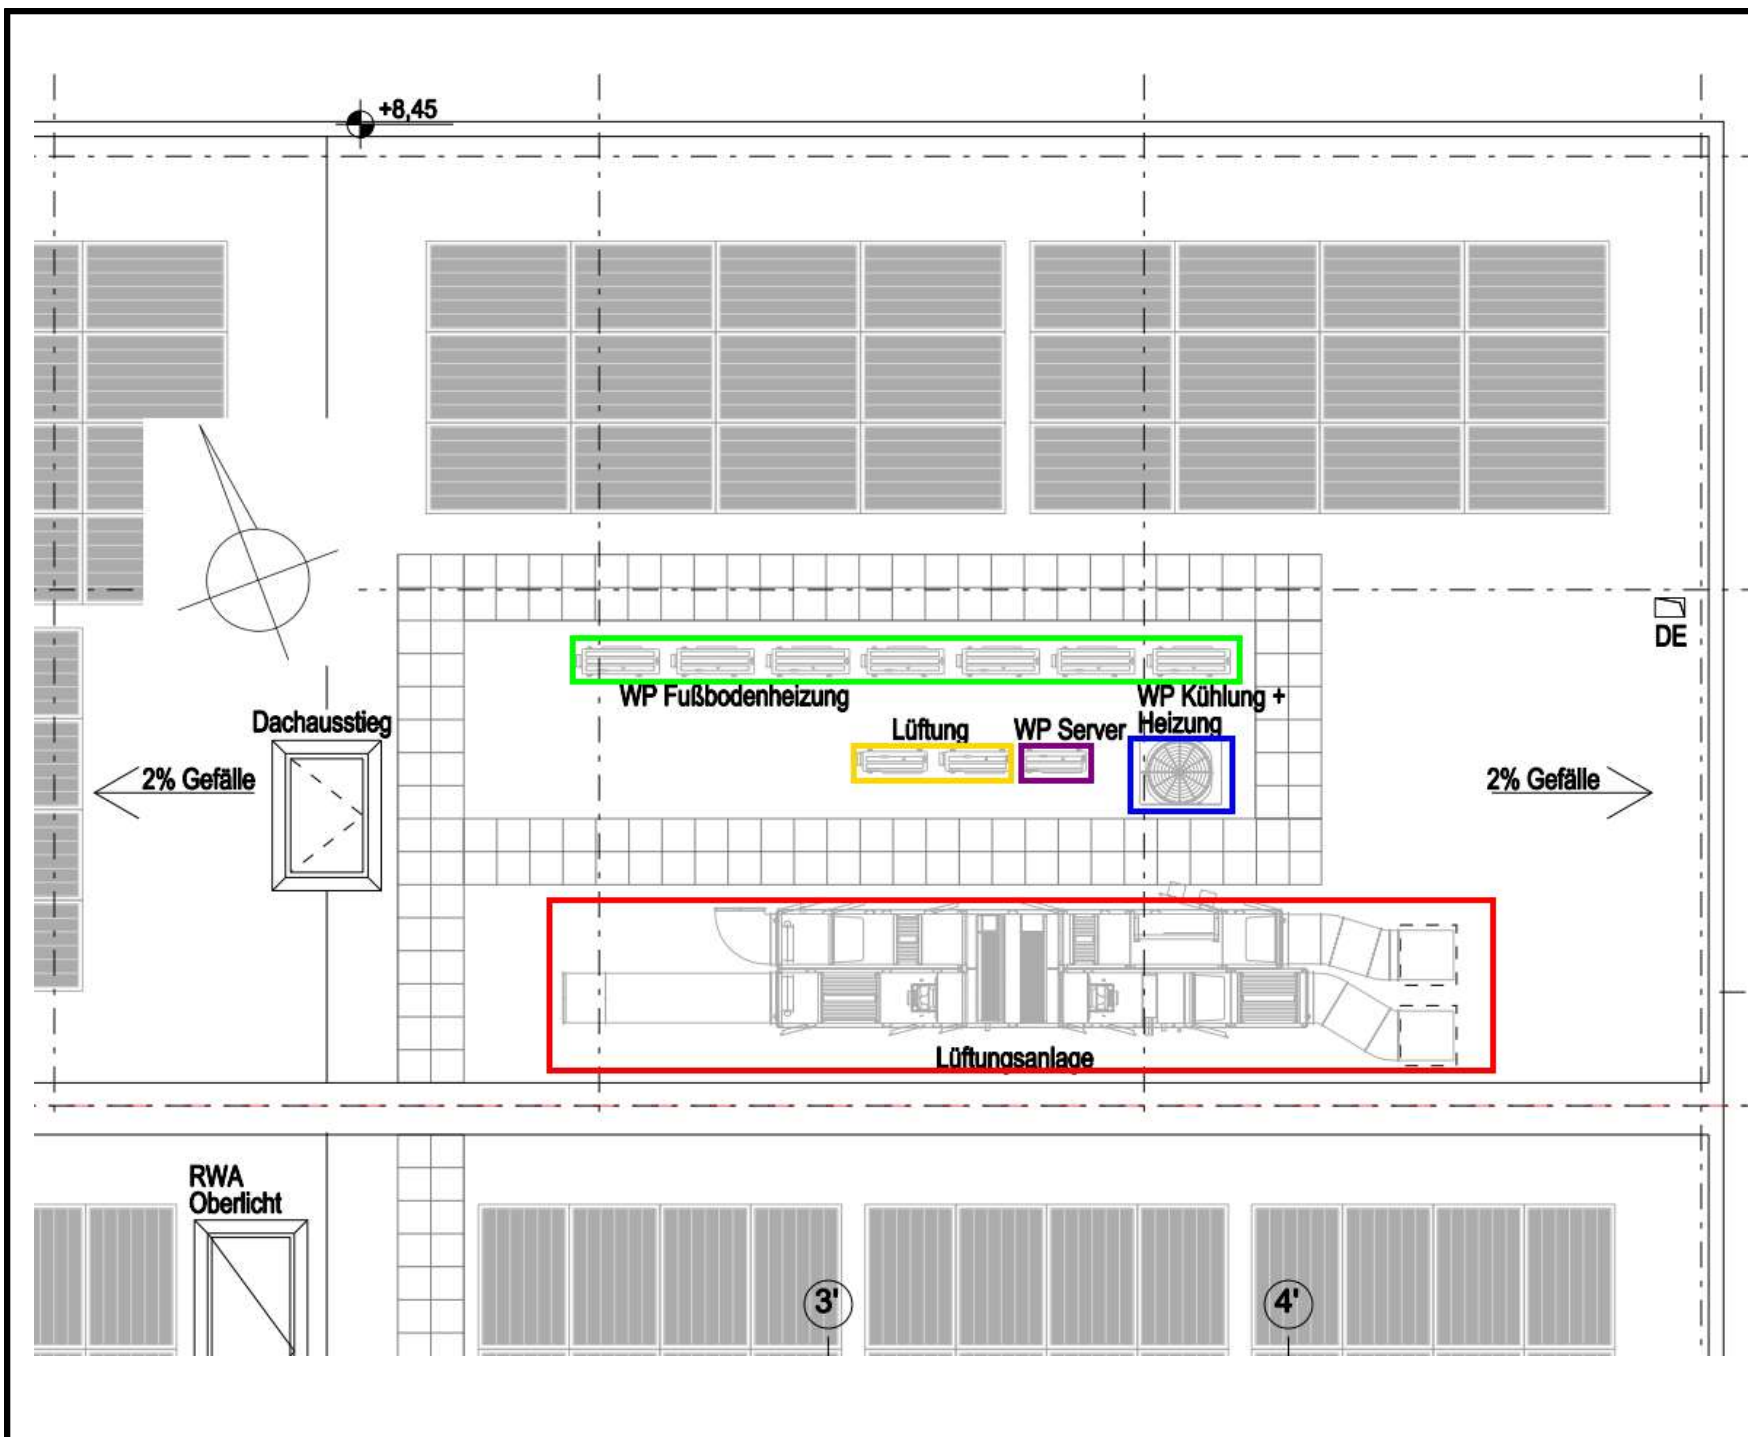 +8,45
DE
WP Fußbodenheizung
WP Kühlung +
Heizung
Dachausstieg
Lüftung
WP Server
2% Gefälle
2% Gefälle
Lüftungsanlage
RWA
Oberlicht
3'
4'